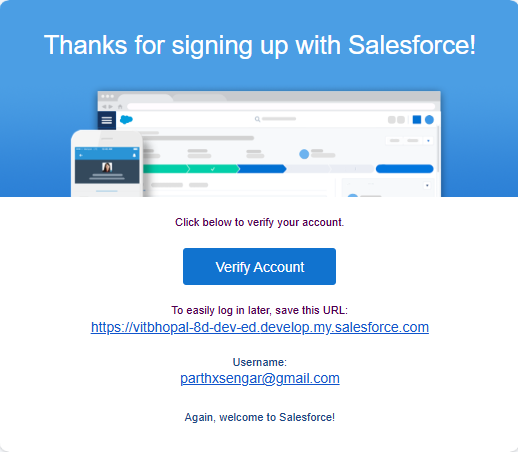 Thanks for signing up with Salesforce!
Click below to verify your account.
Verify Account
To easily log in later, save this URL:
https://vitbhopal-8d-dev-ed.develop.my.salesforce.com
Username:
parthxsengar@gmail.com
Again, welcome to Salesforce!